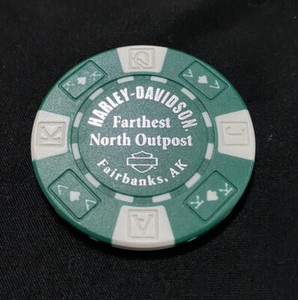 HARLEY-DAVIDSON
Farthest
North Outpost
Fairbanks, AK
Q
K
J
A